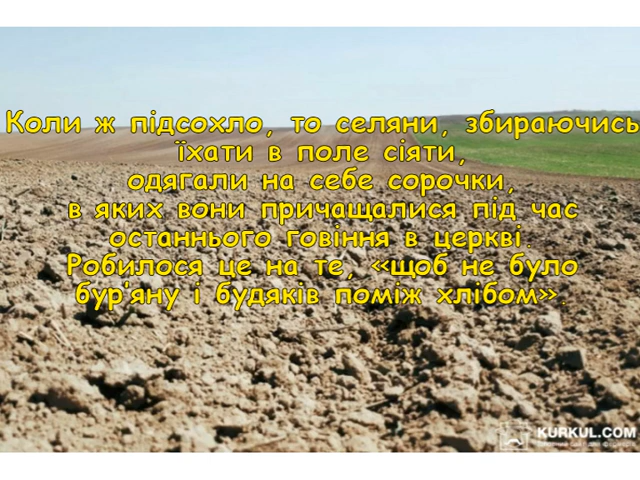 Коли ж підсохло, то селяни, збираючись
їхати в поле сіяти,
одягали на себе сорочки,
в яких вони причащалися під час
останнього говіння в церкві.
Робилося це на те, «щоб не було
бур'яну і будяків поміж хлібом».
KURKUL.COM